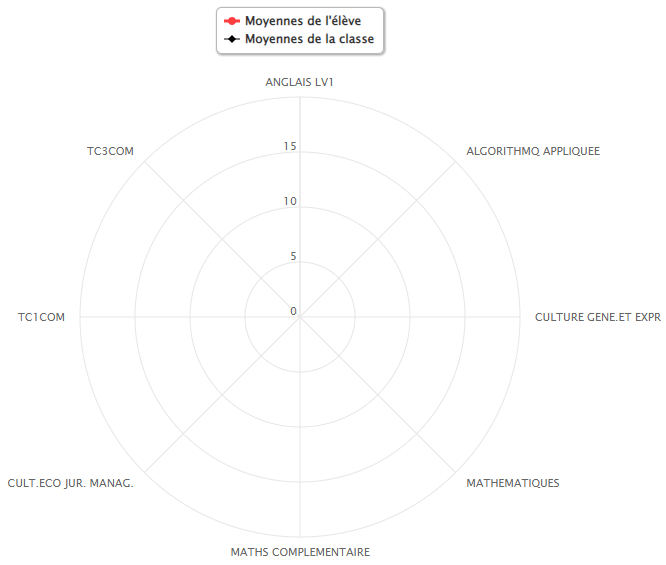 Moyennes de l'élève
Moyennes de la classe
ANGLAIS LV1
TC3COM
ALGORITHMQ APPLIQUEE
15
10
5
0
TC1COM
CULTURE GENE.ET EXPR
CULT.ECO JUR. MANAG.
MATHEMATIQUES
MATHS COMPLEMENTAIRE